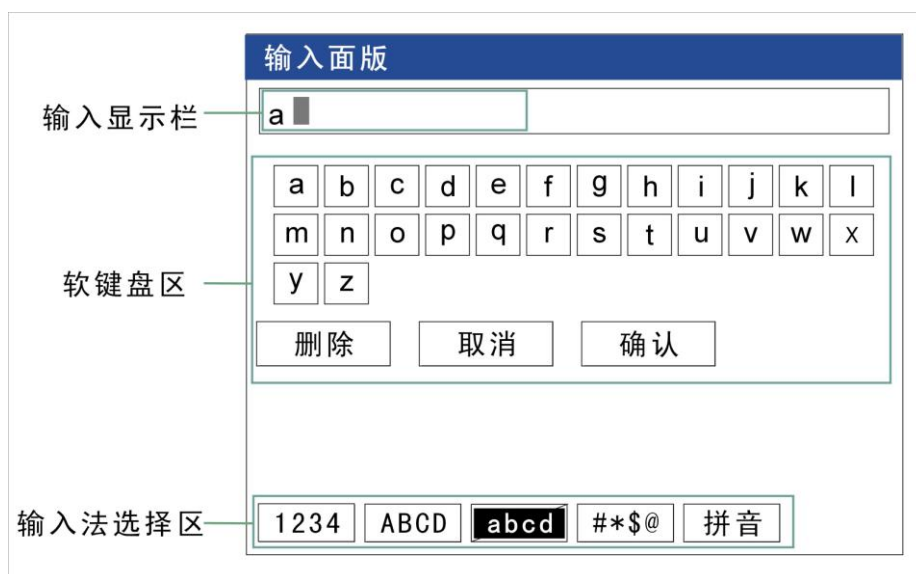 输入面版
输入显示栏
a
a b c d e f g h i j k l
m n o p q r s t u v w x
软键盘区
y z
删除 取消 确认
输入法选择区
1234 ABCD abcd #*$@ 拼音